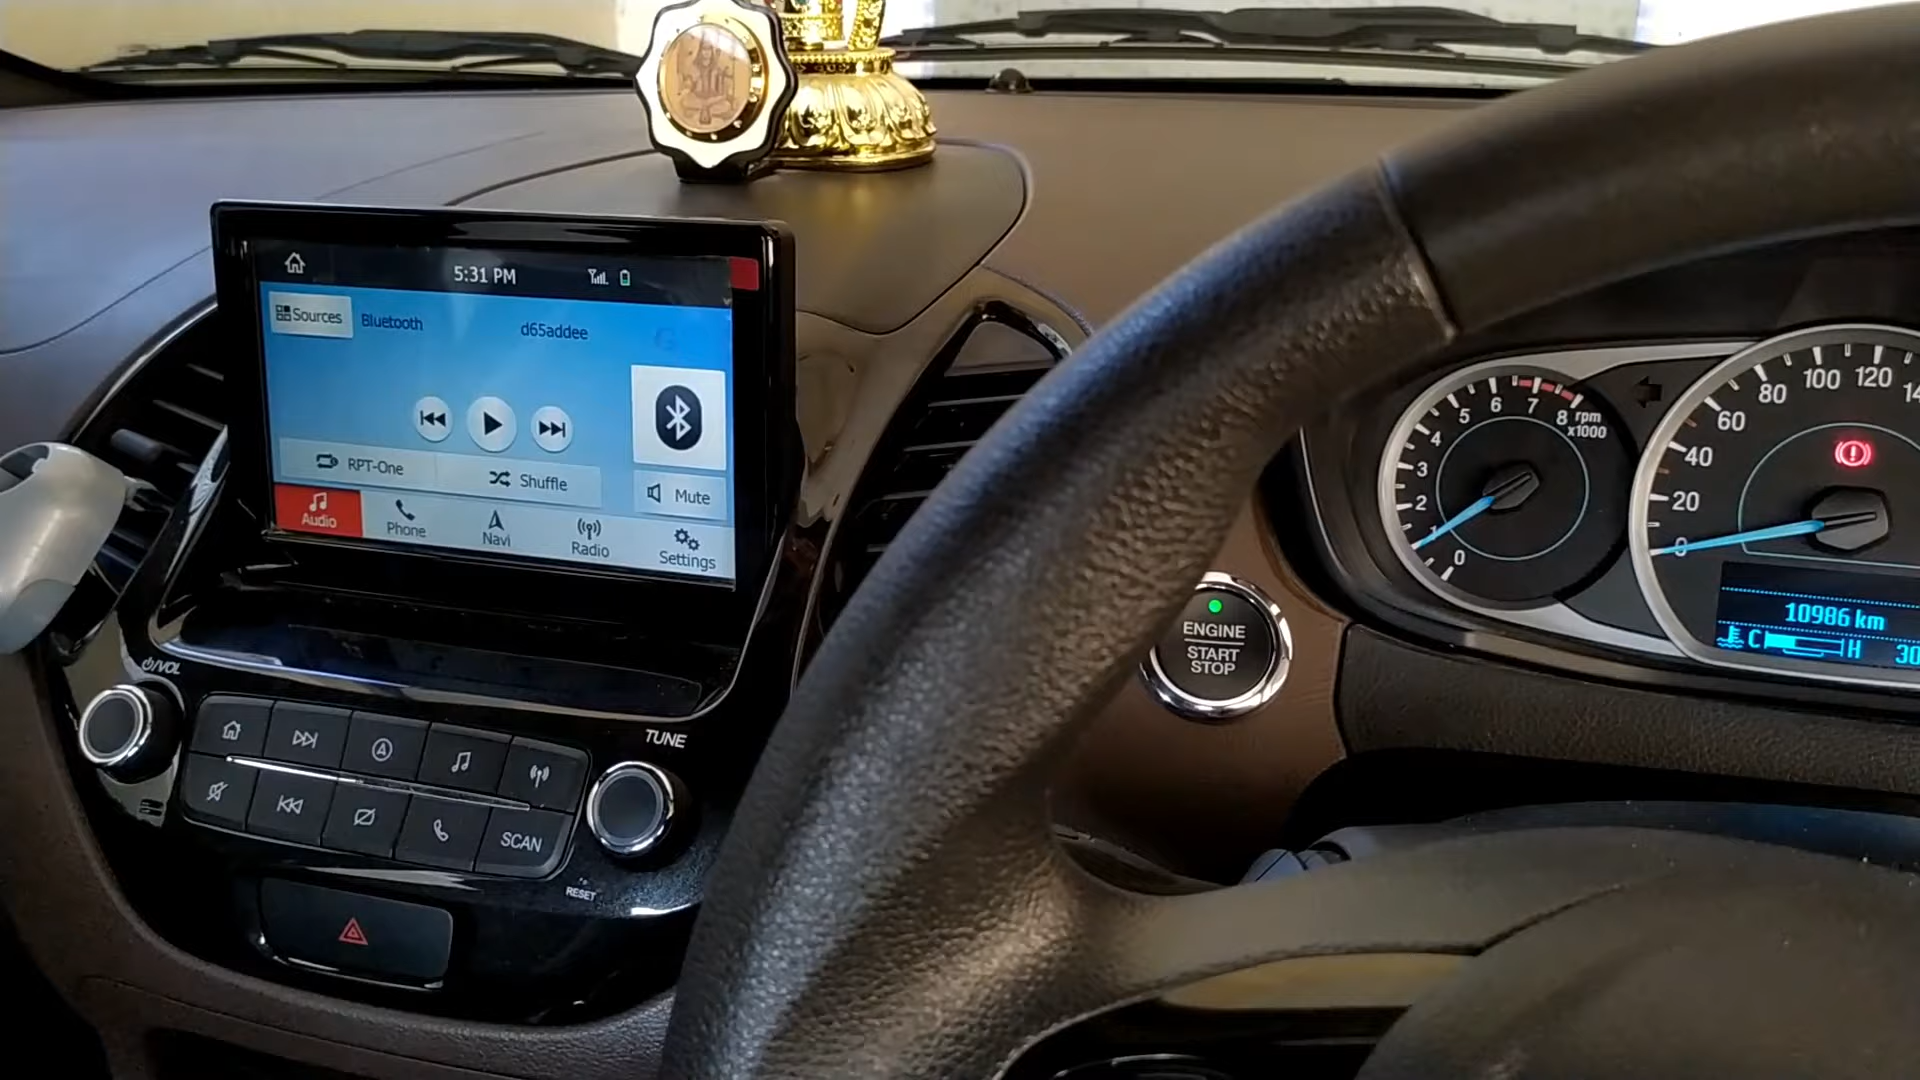 5:31 PM
Sources
Bluetooth
d65addee
RPT-One
Shuffle
Mute
Audio
Phone
Navi
Radio
Settings
VOL
TUNE
SCAN
RESET
ENGINE
START
STOP
0
1
2
3
4
5
6
7
8
rpm
x1000
0
20
40
60
80
100
120
10986 km
C
H
30